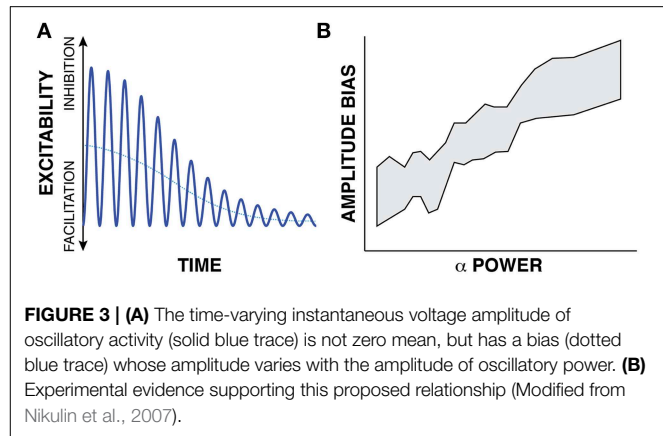 A
INHIBITION
EXCITABILITY
FACILITATION
TIME
B
AMPLITUDE BIAS
α POWER
FIGURE 3 | (A) The time-varying instantaneous voltage amplitude of
oscillatory activity (solid blue trace) is not zero mean, but has a bias (dotted
blue trace) whose amplitude varies with the amplitude of oscillatory power. (B)
Experimental evidence supporting this proposed relationship (Modified from
Nikulin et al., 2007).